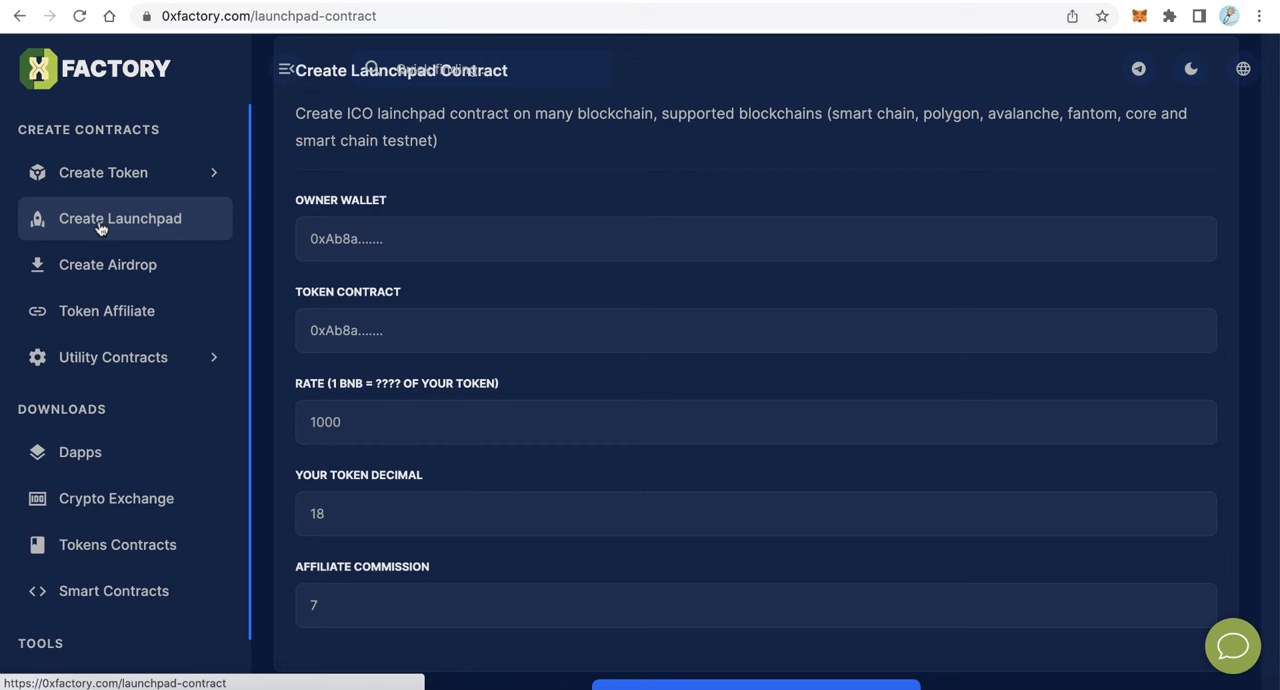 0xfactory.com/launchpad-contract
X FACTORY
Create Launchpad Contract
CREATE CONTRACTS
Create ICO lainchpad contract on many blockchain, supported blockchains (smart chain, polygon, avalanche, fantom, core and
smart chain testnet)
Create Token
Create Launchpad
Create Airdrop
Token Affiliate
Utility Contracts
DOWNLOADS
Dapps
Crypto Exchange
Tokens Contracts
Smart Contracts
TOOLS
OWNER WALLET
0xAb8a.......
TOKEN CONTRACT
0xAb8a.......
RATE (1 BNB = ???? OF YOUR TOKEN)
1000
YOUR TOKEN DECIMAL
18
AFFILIATE COMMISSION
7
https://0xfactory.com/launchpad-contract